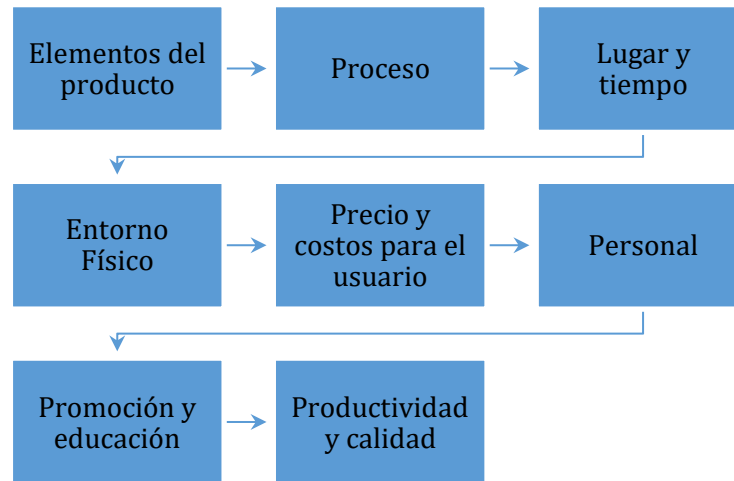 Elementos del
producto
Proceso
Lugar y
tiempo
Entorno
Físico
Precio y
costos para el
usuario
Personal
Promoción y
educación
Productividad
y calidad